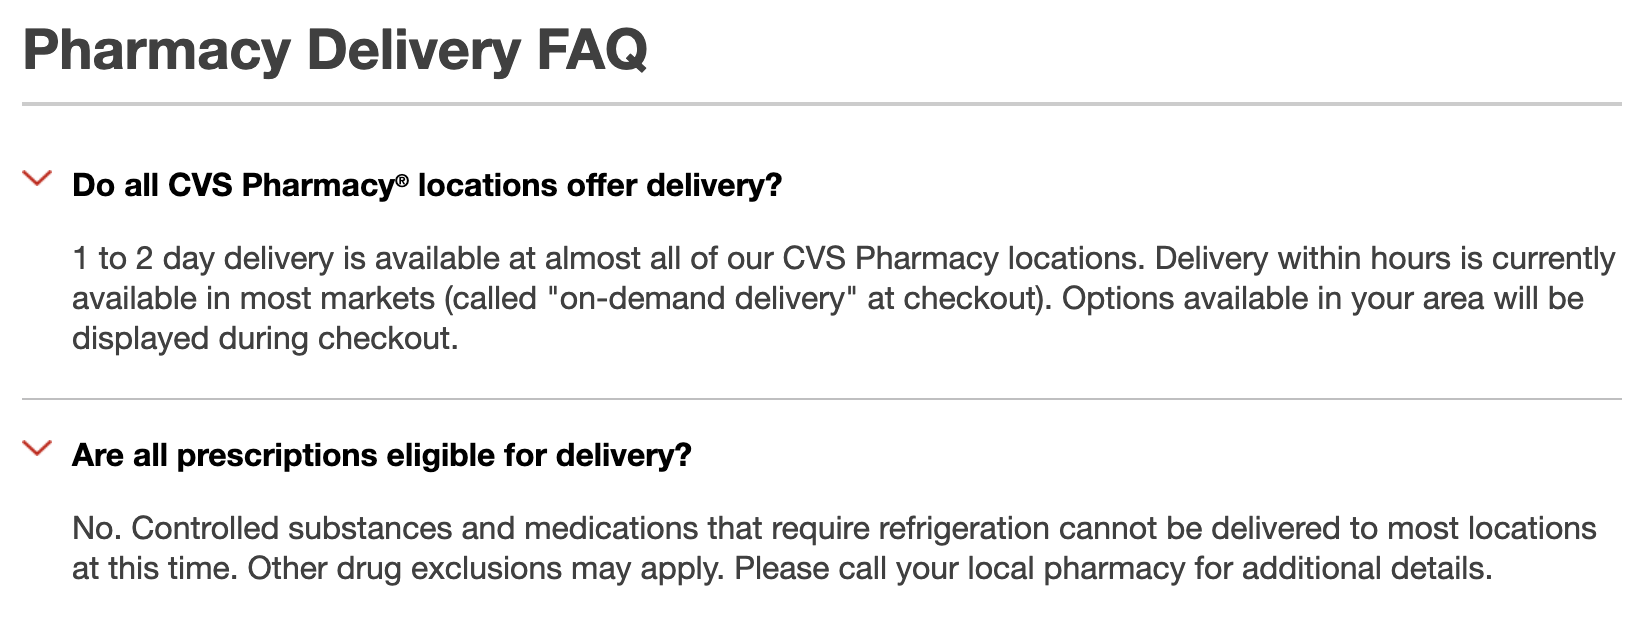 Pharmacy Delivery FAQ
Do all CVS Pharmacy® locations offer delivery?
1 to 2 day delivery is available at almost all of our CVS Pharmacy locations. Delivery within hours is currently
available in most markets (called "on-demand delivery" at checkout). Options available in your area will be
displayed during checkout.
Are all prescriptions eligible for delivery?
No. Controlled substances and medications that require refrigeration cannot be delivered to most locations
at this time. Other drug exclusions may apply. Please call your local pharmacy for additional details.